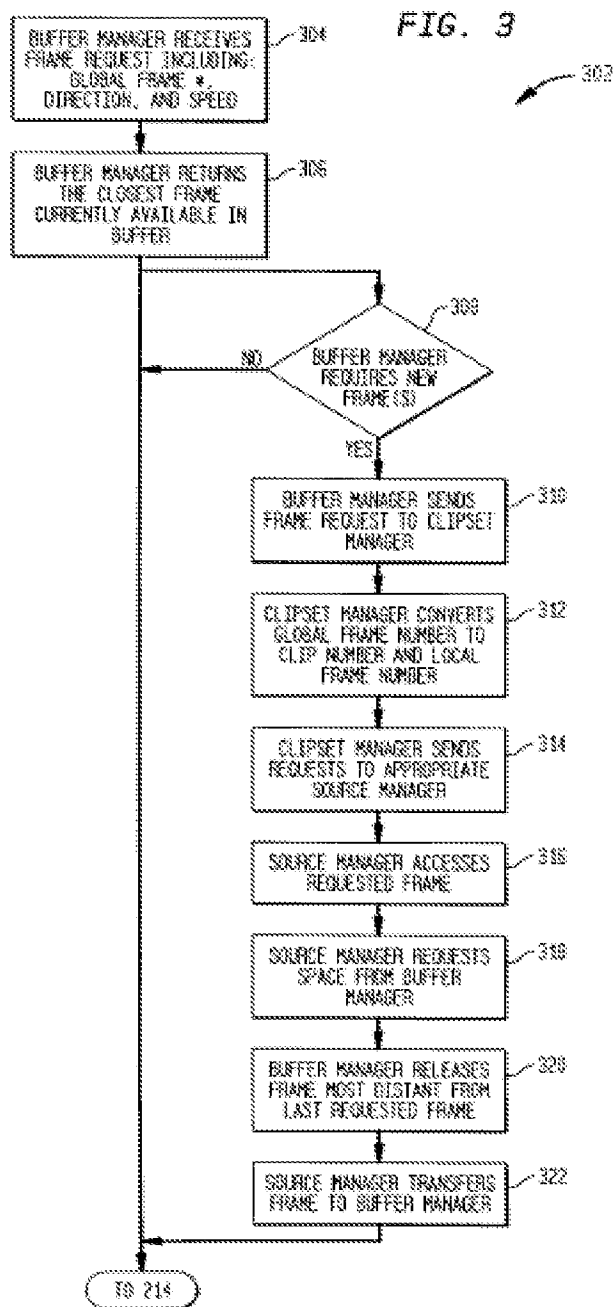 FIG. 3
302
BUFFER MANAGER RECEIVES
FRAME REQUEST INCLUDING:
GLOBAL FRAME #,
DIRECTION, AND SPEED
304
BUFFER MANAGER RETURNS
THE CLOSEST FRAME
CURRENTLY AVAILABLE IN
BUFFER
306
308
BUFFER MANAGER
REQUIRES NEW
FRAME(S)
NO
YES
BUFFER MANAGER SENDS
FRAME REQUEST TO CLIPSET
MANAGER
310
CLIPSET MANAGER CONVERTS
GLOBAL FRAME NUMBER TO
CLIP NUMBER AND LOCAL
FRAME NUMBER
312
CLIPSET MANAGER SENDS
REQUESTS TO APPROPRIATE
SOURCE MANAGER
314
SOURCE MANAGER ACCESSES
REQUESTED FRAME
316
SOURCE MANAGER REQUESTS
SPACE FROM BUFFER
MANAGER
318
BUFFER MANAGER RELEASES
FRAME MOST DISTANT FROM
LAST REQUESTED FRAME
320
SOURCE MANAGER TRANSFERS
FRAME TO BUFFER MANAGER
322
TO 214